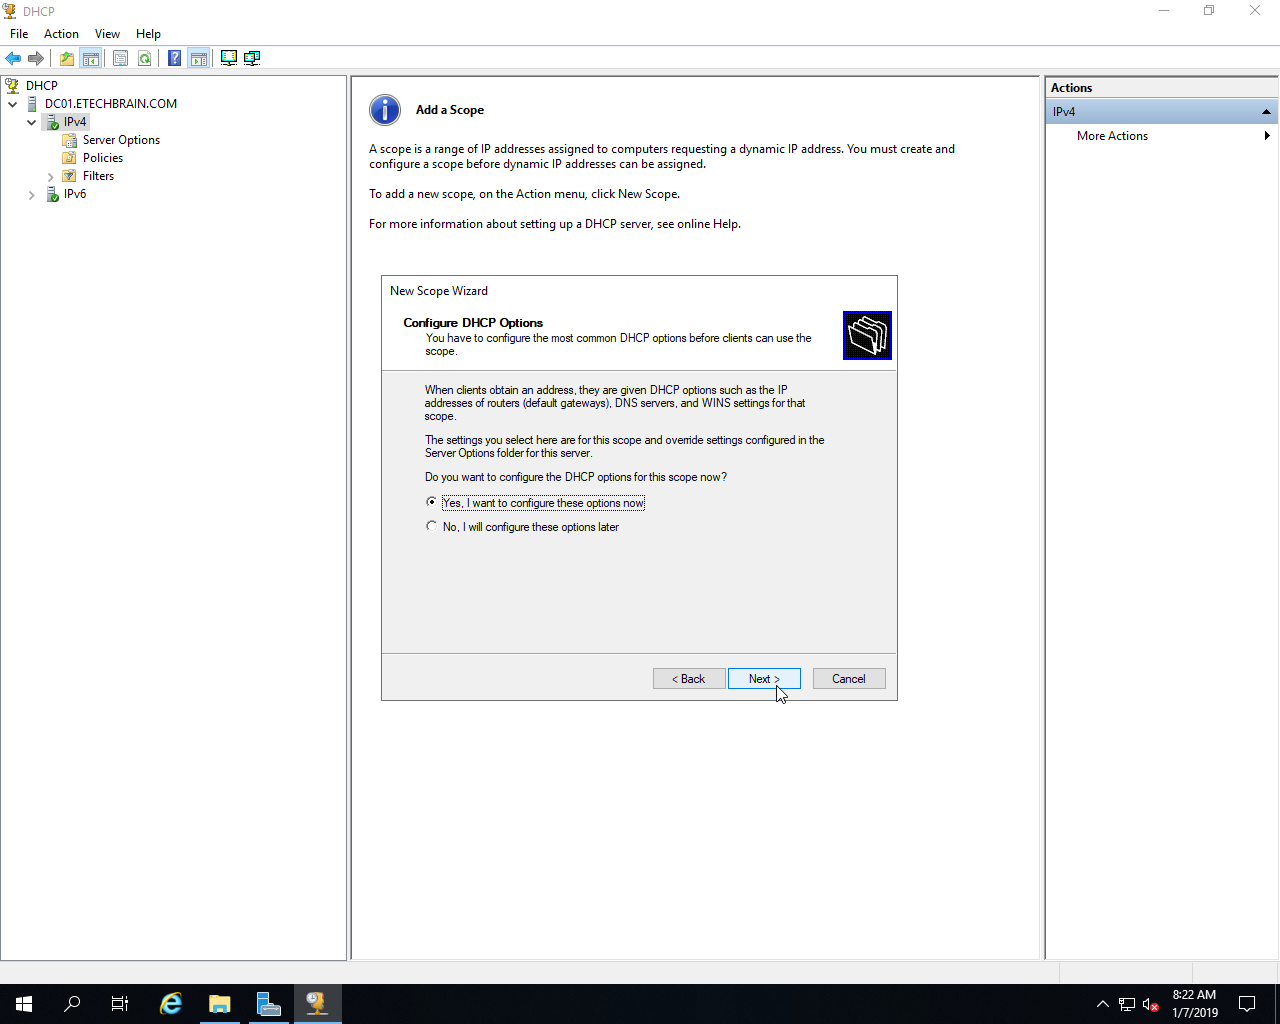 DHCP
File Action View Help
DHCP
DC01.ETECHBRAIN.COM
IPv4
Server Options
Policies
Filters
IPv6
Add a Scope
A scope is a range of IP addresses assigned to computers requesting a dynamic IP address. You must create and
configure a scope before dynamic IP addresses can be assigned.
To add a new scope, on the Action menu, click New Scope.
For more information about setting up a DHCP server, see online Help.
New Scope Wizard
Configure DHCP Options
You have to configure the most common DHCP options before clients can use the
scope.
When clients obtain an address, they are given DHCP options such as the IP
addresses of routers (default gateways), DNS servers, and WINS settings for that
scope.
The settings you select here are for this scope and override settings configured in the
Server Options folder for this server.
Do you want to configure the DHCP options for this scope now?
Yes, I want to configure these options now
No, I will configure these options later
< Back Next > Cancel
Actions
IPv4
More Actions
8:22 AM
1/7/2019